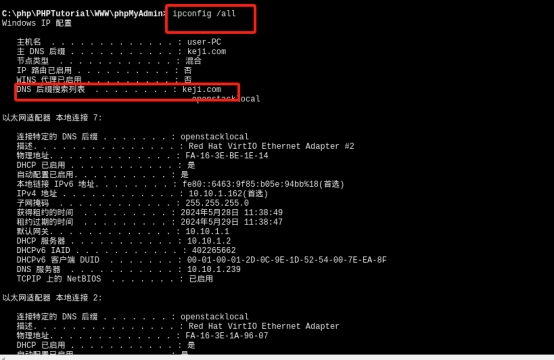 C:\php\PHPTutorial\WWW\phpMyAdmin> ipconfig /all
Windows IP 配置
主机名 . . . . . . . . . . . . . : user-PC
主 DNS 后缀 . . . . . . . . . . . : keji.com
节点类型 . . . . . . . . . . . . : 混合
IP 路由已启用 . . . . . . . . . . : 否
WINS 代理已启用 . . . . . . . . . : 否
DNS 后缀搜索列表 . . . . . . . . : keji.com
openstacklocal
以太网适配器 本地连接 7:
连接特定的 DNS 后缀 . . . . . . . : openstacklocal
描述. . . . . . . . . . . . . . . : Red Hat VirtIO Ethernet Adapter #2
物理地址. . . . . . . . . . . . . : FA-16-3E-BE-1E-14
DHCP 已启用 . . . . . . . . . . . : 是
自动配置已启用. . . . . . . . . . : 是
本地链接 IPv6 地址. . . . . . . . : fe80::6463:9f85:b05e:94bb%18(首选)
IPv4 地址 . . . . . . . . . . . . : 10.10.1.162(首选)
子网掩码 . . . . . . . . . . . . : 255.255.255.0
获得租约的时间 . . . . . . . . . : 2024年5月28日 11:38:49
租约过期的时间 . . . . . . . . . : 2024年5月29日 11:38:47
默认网关. . . . . . . . . . . . . : 10.10.1.1
DHCP 服务器 . . . . . . . . . . . : 10.10.1.2
DHCPv6 IAID . . . . . . . . . . . : 402265662
DHCPv6 客户端 DUID . . . . . . . : 00-01-00-01-2D-0C-9E-1D-52-54-00-7E-EA-8F
DNS 服务器 . . . . . . . . . . . : 10.10.1.239
TCPIP 上的 NetBIOS . . . . . . . : 已启用
以太网适配器 本地连接 2:
连接特定的 DNS 后缀 . . . . . . . : openstacklocal
描述. . . . . . . . . . . . . . . : Red Hat VirtIO Ethernet Adapter
物理地址. . . . . . . . . . . . . : FA-16-3E-1A-96-07
DHCP 已启用 . . . . . . . . . . . : 是
自动配置已启用. . . . . . . . . . : 是